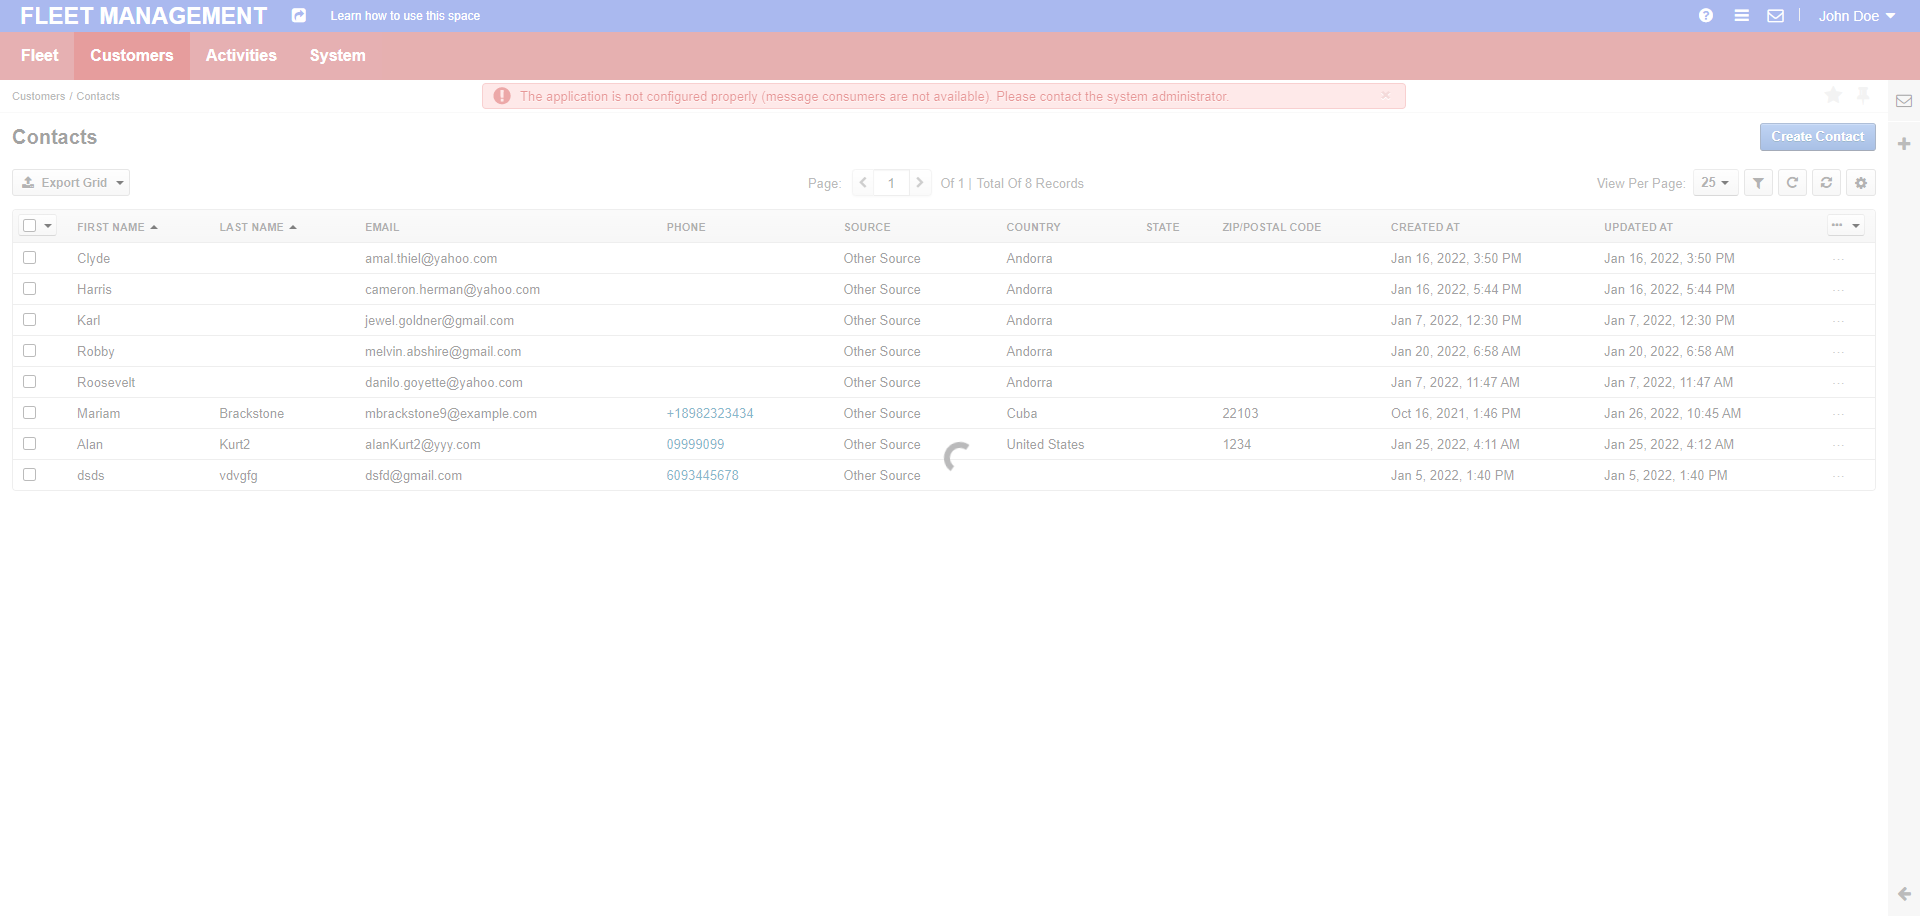 FLEET MANAGEMENT Learn how to use this space John Doe
Fleet Customers Activities System
Customers / Contacts
The application is not configured properly (message consumers are not available). Please contact the system administrator.
Contacts
Create Contact
Export Grid Page: 1 Of 1 | Total Of 8 Records View Per Page: 25
FIRST NAME LAST NAME EMAIL PHONE SOURCE COUNTRY STATE ZIP/POSTAL CODE CREATED AT UPDATED AT
Clyde amal.thiel@yahoo.com Other Source Andorra Jan 16, 2022, 3:50 PM Jan 16, 2022, 3:50 PM
Harris cameron.herman@yahoo.com Other Source Andorra Jan 16, 2022, 5:44 PM Jan 16, 2022, 5:44 PM
Karl jewel.goldner@gmail.com Other Source Andorra Jan 7, 2022, 12:30 PM Jan 7, 2022, 12:30 PM
Robby melvin.abshire@gmail.com Other Source Andorra Jan 20, 2022, 6:58 AM Jan 20, 2022, 6:58 AM
Roosevelt danilo.goyette@yahoo.com Other Source Andorra Jan 7, 2022, 11:47 AM Jan 7, 2022, 11:47 AM
Mariam Brackstone mbrackstone9@example.com +18982323434 Other Source Cuba 22103 Oct 16, 2021, 1:46 PM Jan 26, 2022, 10:45 AM
Alan Kurt2 alanKurt2@yyy.com 09999099 Other Source United States 1234 Jan 25, 2022, 4:11 AM Jan 25, 2022, 4:12 AM
dsds vdvgfg dsfd@gmail.com 6093445678 Other Source Jan 5, 2022, 1:40 PM Jan 5, 2022, 1:40 PM